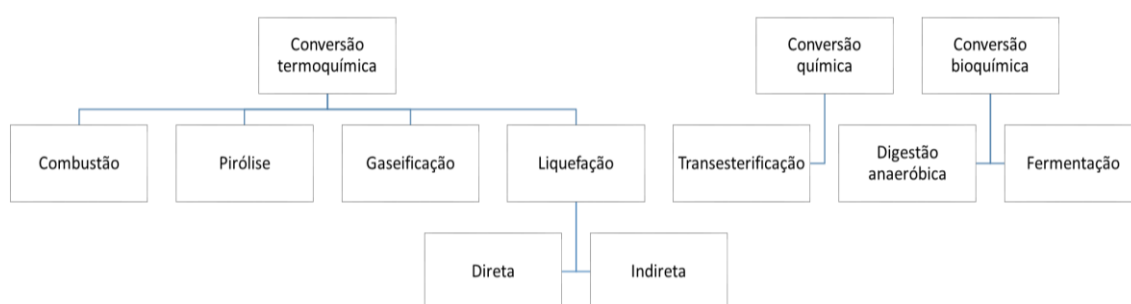 Conversão
termoquímica
Conversão
química
Conversão
bioquímica
Combustão
Pirólise
Gaseificação
Liquefação
Transesterificação
Digestão
anaeróbica
Fermentação
Direta
Indireta